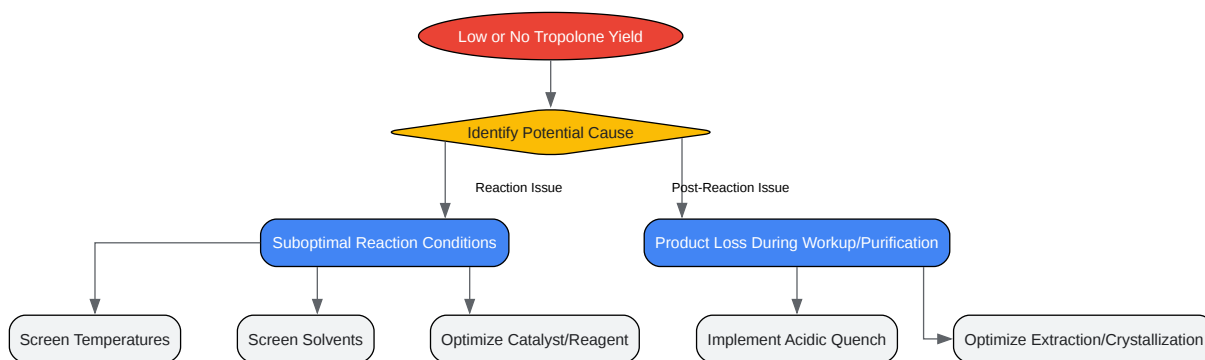 Low or No Tropolone Yield
Identify Potential Cause
Reaction Issue
Post-Reaction Issue
Suboptimal Reaction Conditions
Product Loss During Workup/Purification
Screen Temperatures
Screen Solvents
Optimize Catalyst/Reagent
Implement Acidic Quench
Optimize Extraction/Crystallization